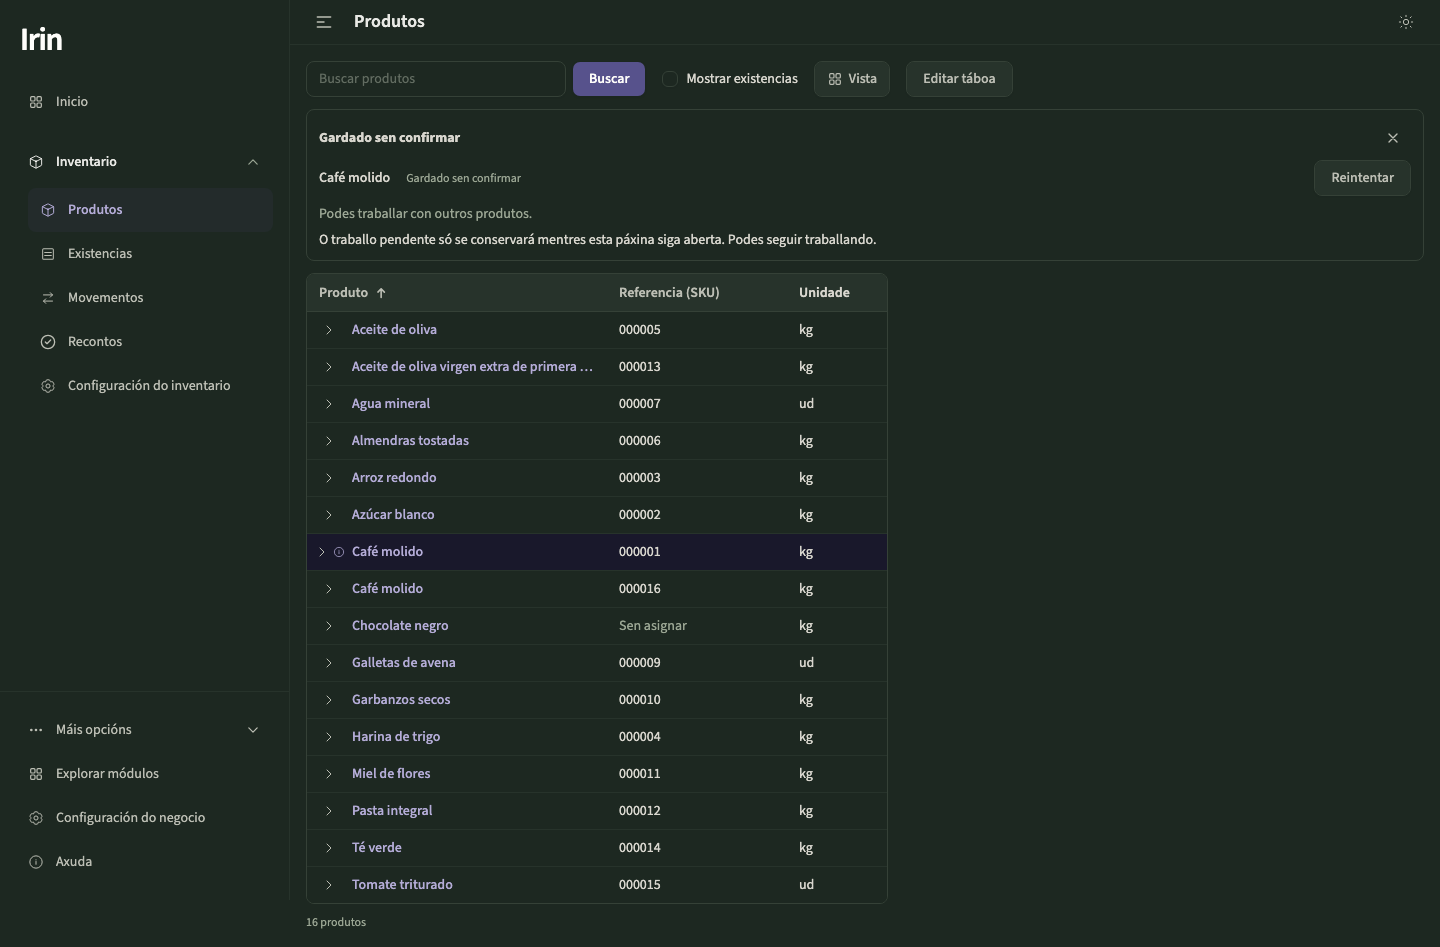 Irin
Inicio
Inventario
Produtos
Existencias
Movementos
Recontos
Configuración do inventario
Máis opcións
Explorar módulos
Configuración do negocio
Axuda
Produtos
Buscar produtos
Buscar
Mostrar existencias
Vista
Editar táboa
Gardado sen confirmar
Café molido Gardado sen confirmar
Reintentar
Podes traballar con outros produtos.
O traballo pendente só se conservará mentres esta páxina siga aberta. Podes seguir traballando.
Produto Referencia (SKU) Unidade
Aceite de oliva 000005 kg
Aceite de oliva virgen extra de primera … 000013 kg
Agua mineral 000007 ud
Almendras tostadas 000006 kg
Arroz redondo 000003 kg
Azúcar blanco 000002 kg
Café molido 000001 kg
Café molido 000016 kg
Chocolate negro Sen asignar kg
Galletas de avena 000009 ud
Garbanzos secos 000010 kg
Harina de trigo 000004 kg
Miel de flores 000011 kg
Pasta integral 000012 kg
Té verde 000014 kg
Tomate triturado 000015 ud
16 produtos